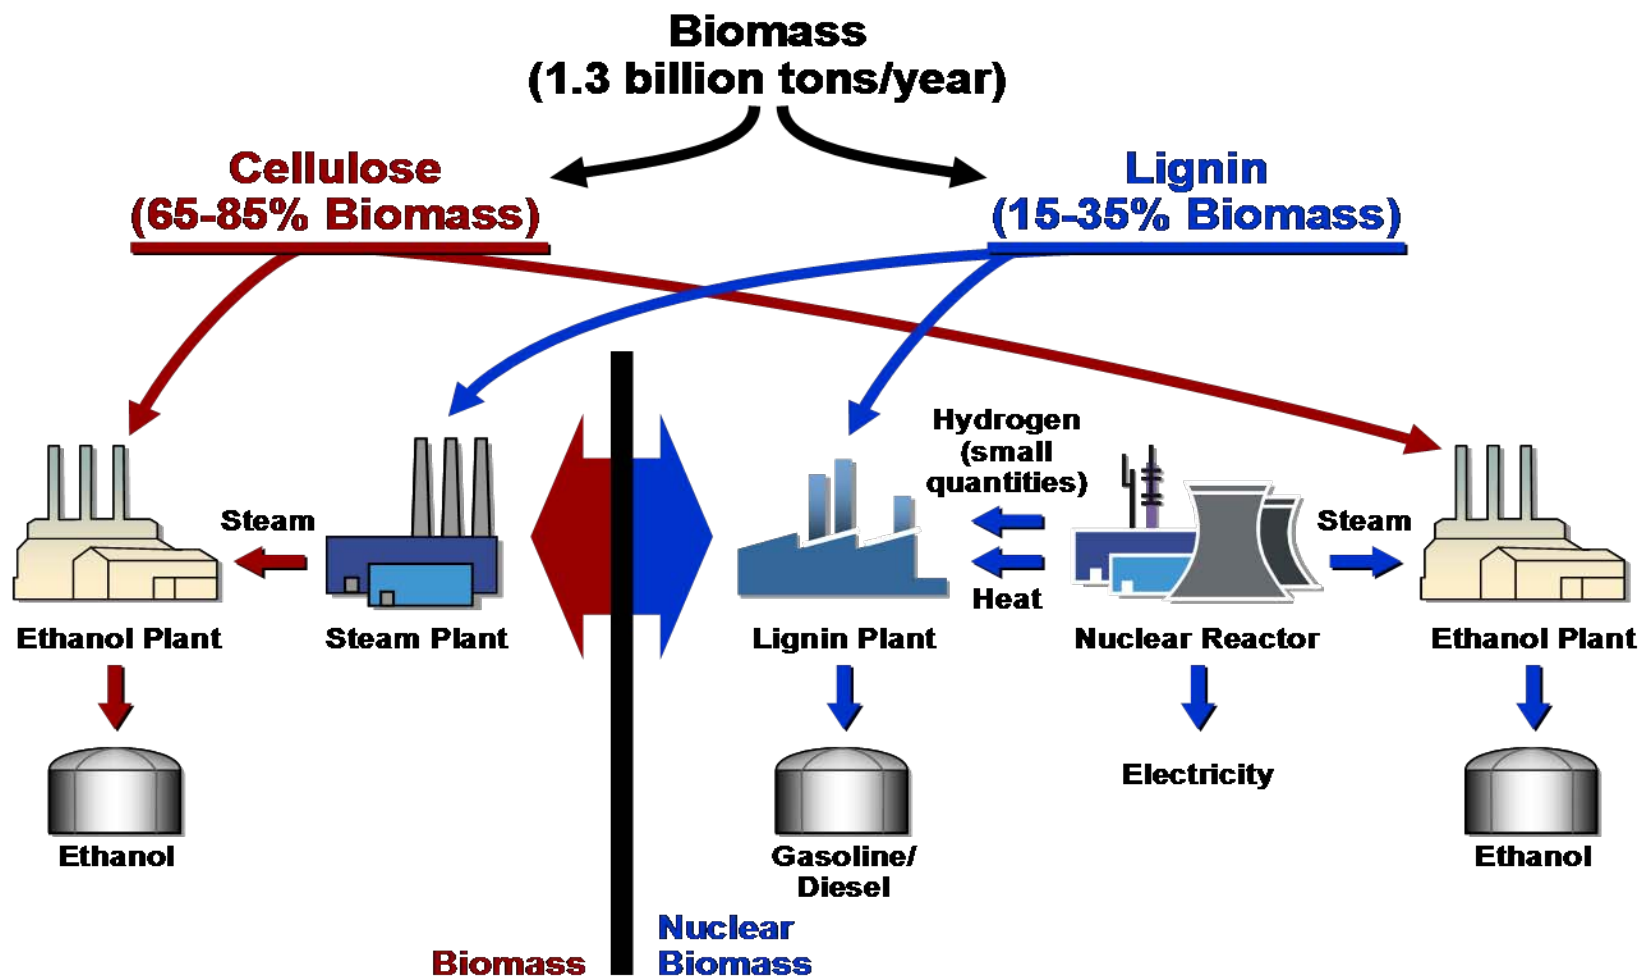 Biomass
(1.3 billion tons/year)
Cellulose
(65-85% Biomass)
Lignin
(15-35% Biomass)
Hydrogen
(small
quantities)
Steam
Steam
Heat
Ethanol Plant
Steam Plant
Lignin Plant
Nuclear Reactor
Ethanol Plant
Electricity
Ethanol
Gasoline/
Diesel
Ethanol
Biomass
Nuclear
Biomass